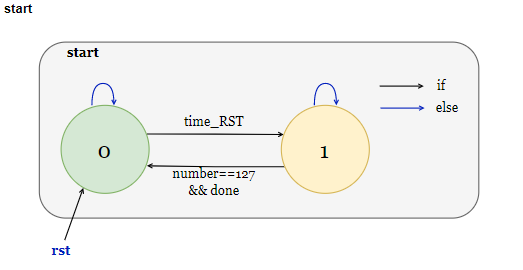 start
start
if
else
time_RST
0
1
number==127
&& done
rst